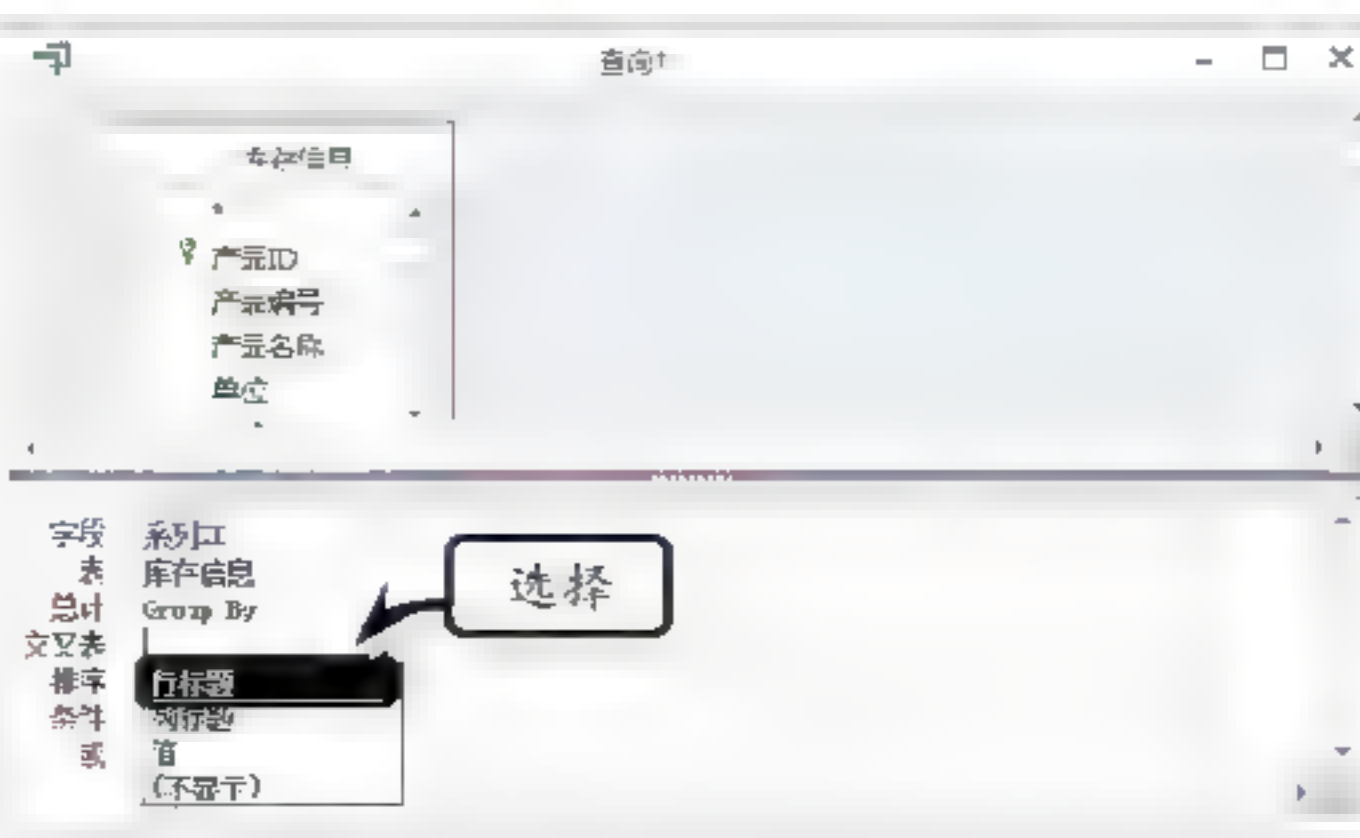 查询1
库存信息
*
产品ID
产品编号
产品名称
单位
字段 系列
表 库存信息
总计 Group By
选择
交叉表
排序 行标题
条件 列标题
或 值
(不显示)